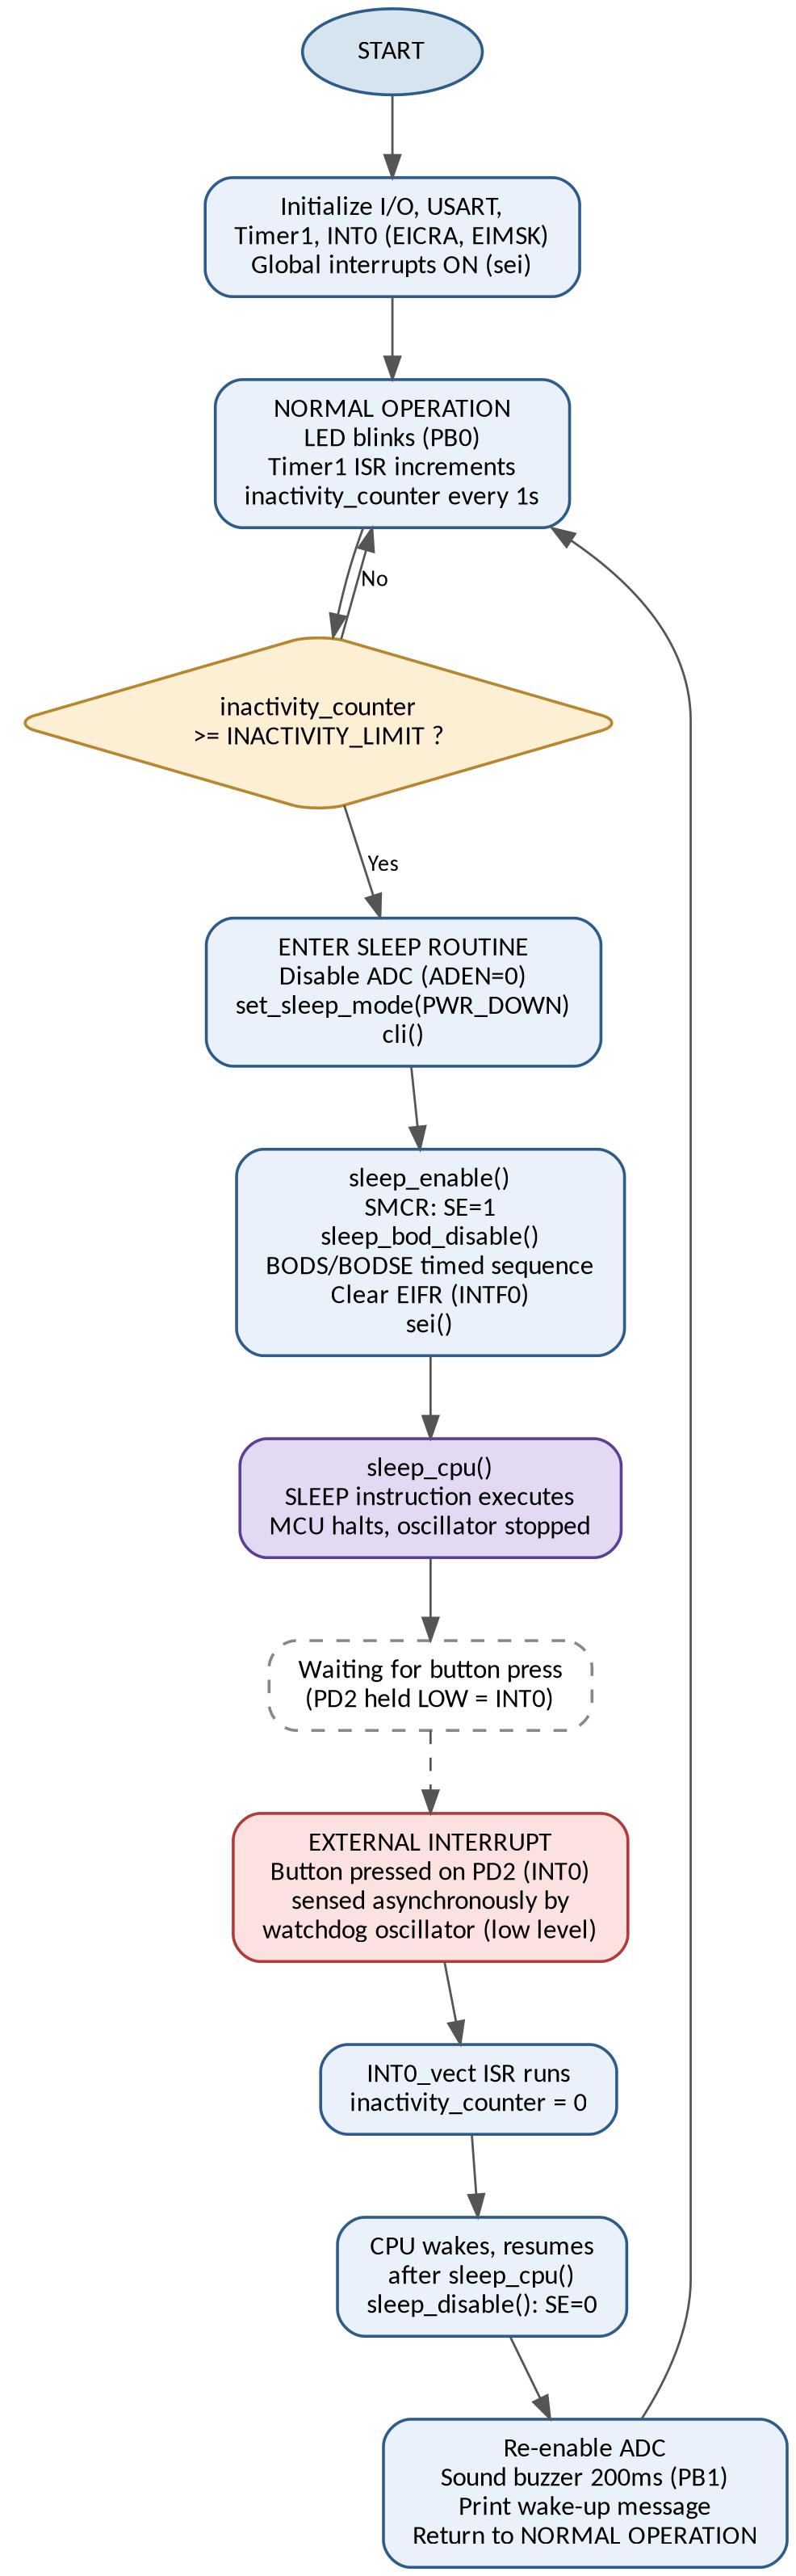 START
Initialize I/O, USART,
Timer1, INT0 (EICRA, EIMSK)
Global interrupts ON (sei)
NORMAL OPERATION
LED blinks (PB0)
Timer1 ISR increments
inactivity_counter every 1s
No
inactivity_counter
>= INACTIVITY_LIMIT ?
Yes
ENTER SLEEP ROUTINE
Disable ADC (ADEN=0)
set_sleep_mode(PWR_DOWN)
cli()
sleep_enable()
SMCR: SE=1
sleep_bod_disable()
BODS/BODSE timed sequence
Clear EIFR (INTF0)
sei()
sleep_cpu()
SLEEP instruction executes
MCU halts, oscillator stopped
Waiting for button press
(PD2 held LOW = INT0)
EXTERNAL INTERRUPT
Button pressed on PD2 (INT0)
sensed asynchronously by
watchdog oscillator (low level)
INT0_vect ISR runs
inactivity_counter = 0
CPU wakes, resumes
after sleep_cpu()
sleep_disable(): SE=0
Re-enable ADC
Sound buzzer 200ms (PB1)
Print wake-up message
Return to NORMAL OPERATION